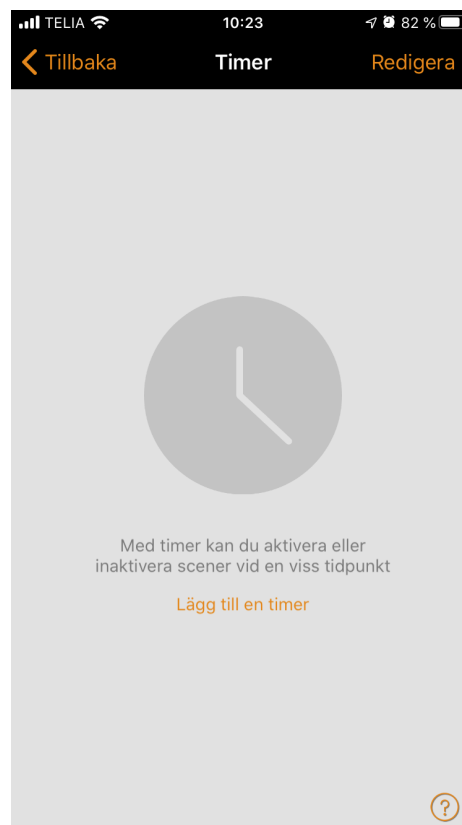 TELIA 10:23 82 %
Tillbaka Timer Redigera
Med timer kan du aktivera eller
inaktivera scener vid en viss tidpunkt
Lägg till en timer
?